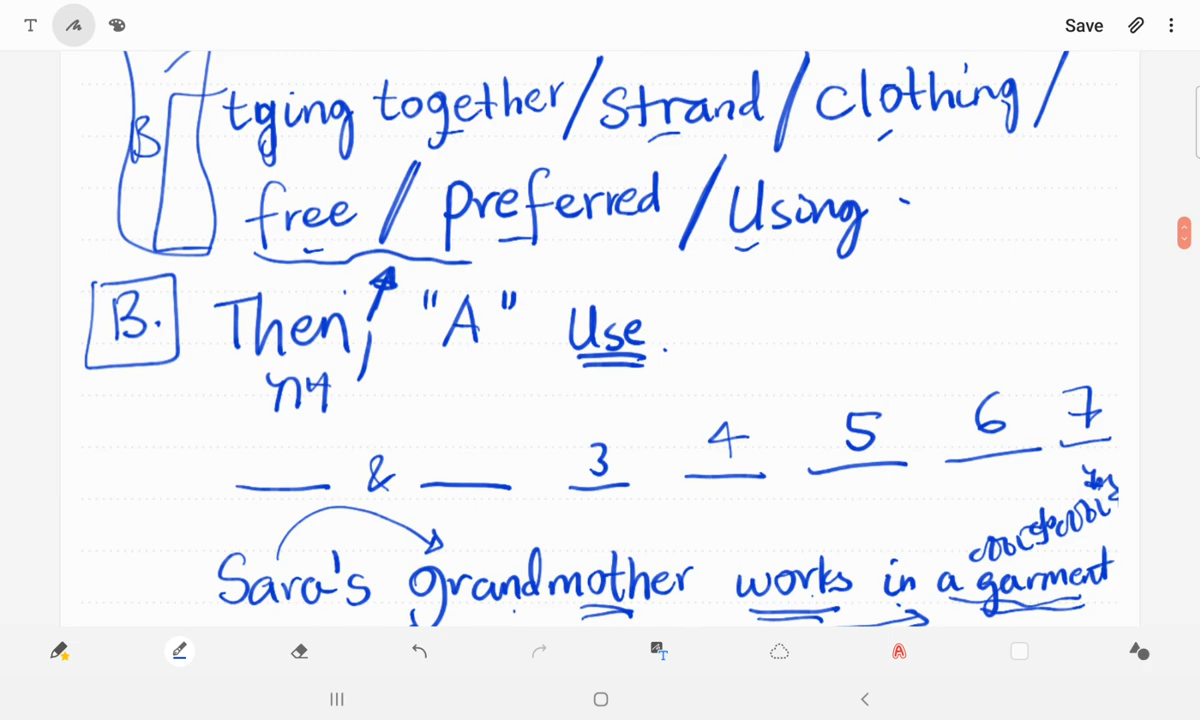 T Save
B tying together/strand/clothing/
free/preferred/Using.
B. Then, "A" Use.
& 3 4 5 6 7
Sara's grandmother works in a garment